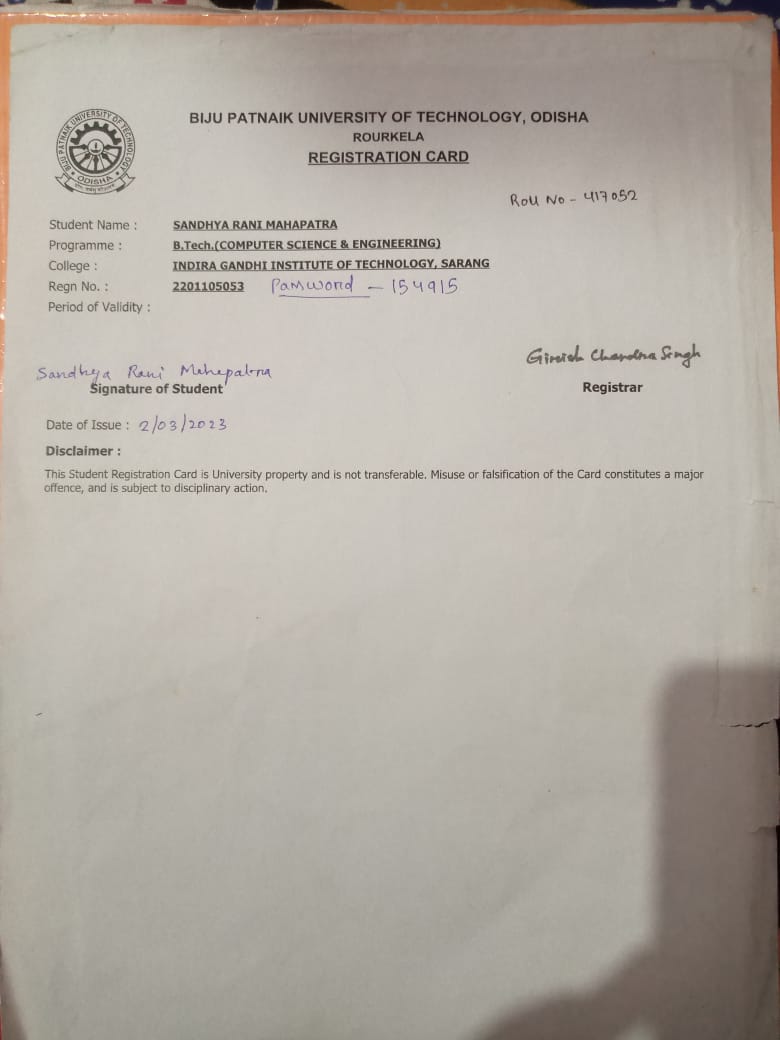 BIJU PATNAIK UNIVERSITY OF TECHNOLOGY, ODISHA
ROURKELA
REGISTRATION CARD
BIJU PATNAIK UNIVERSITY OF TECHNOLOGY
ODISHA
Roll No - 417052
Student Name : SANDHYA RANI MAHAPATRA
Programme : B.Tech.(COMPUTER SCIENCE & ENGINEERING)
College : INDIRA GANDHI INSTITUTE OF TECHNOLOGY, SARANG
Regn No. : 2201105053 Password - 154915
Period of Validity :
Sandhya Rani Mahapatra
Signature of Student
Girish Chandra Singh
Registrar
Date of Issue : 2/03/2023
Disclaimer :
This Student Registration Card is University property and is not transferable. Misuse or falsification of the Card constitutes a major
offence, and is subject to disciplinary action.